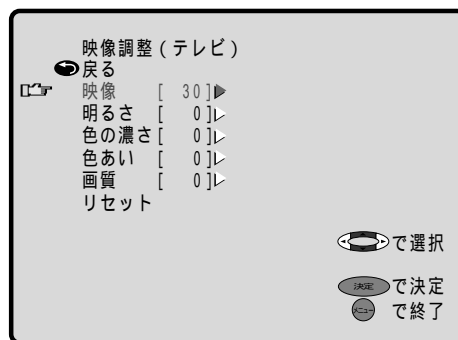 映像調整(テレビ)
戻る
映像 [ 30]
明るさ [ 0]
色の濃さ[ 0]
色あい [ 0]
画質 [ 0]
リセット
で選択
決定 で決定
メニュー で終了